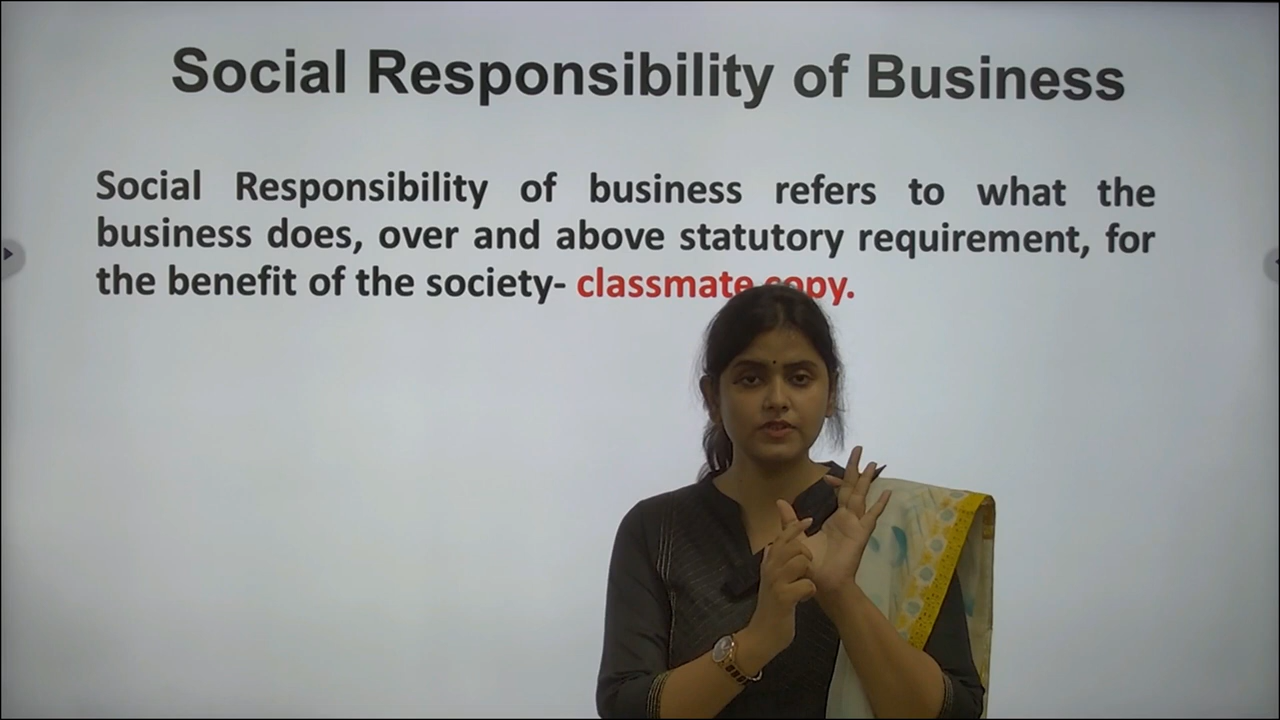 Social Responsibility of Business
Social Responsibility of business refers to what the
business does, over and above statutory requirement, for
the benefit of the society- classmate copy.